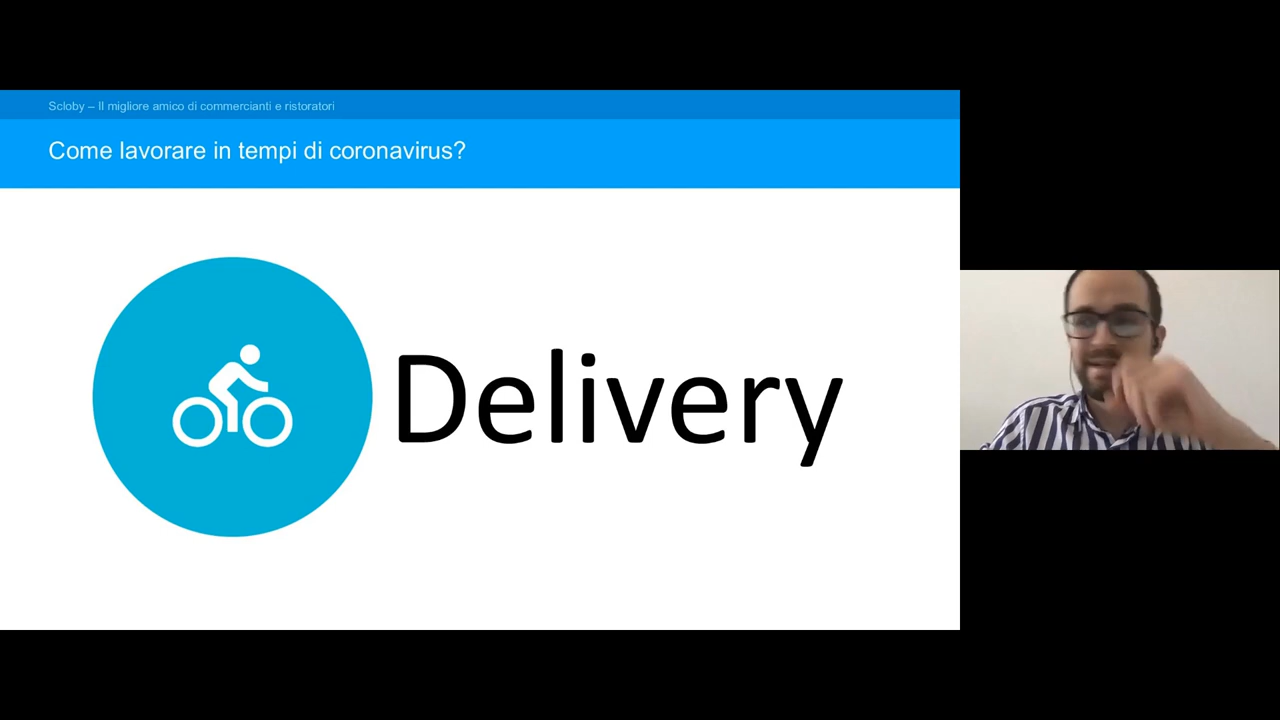 Scloby – Il migliore amico di commercianti e ristoratori
Come lavorare in tempi di coronavirus?
Delivery